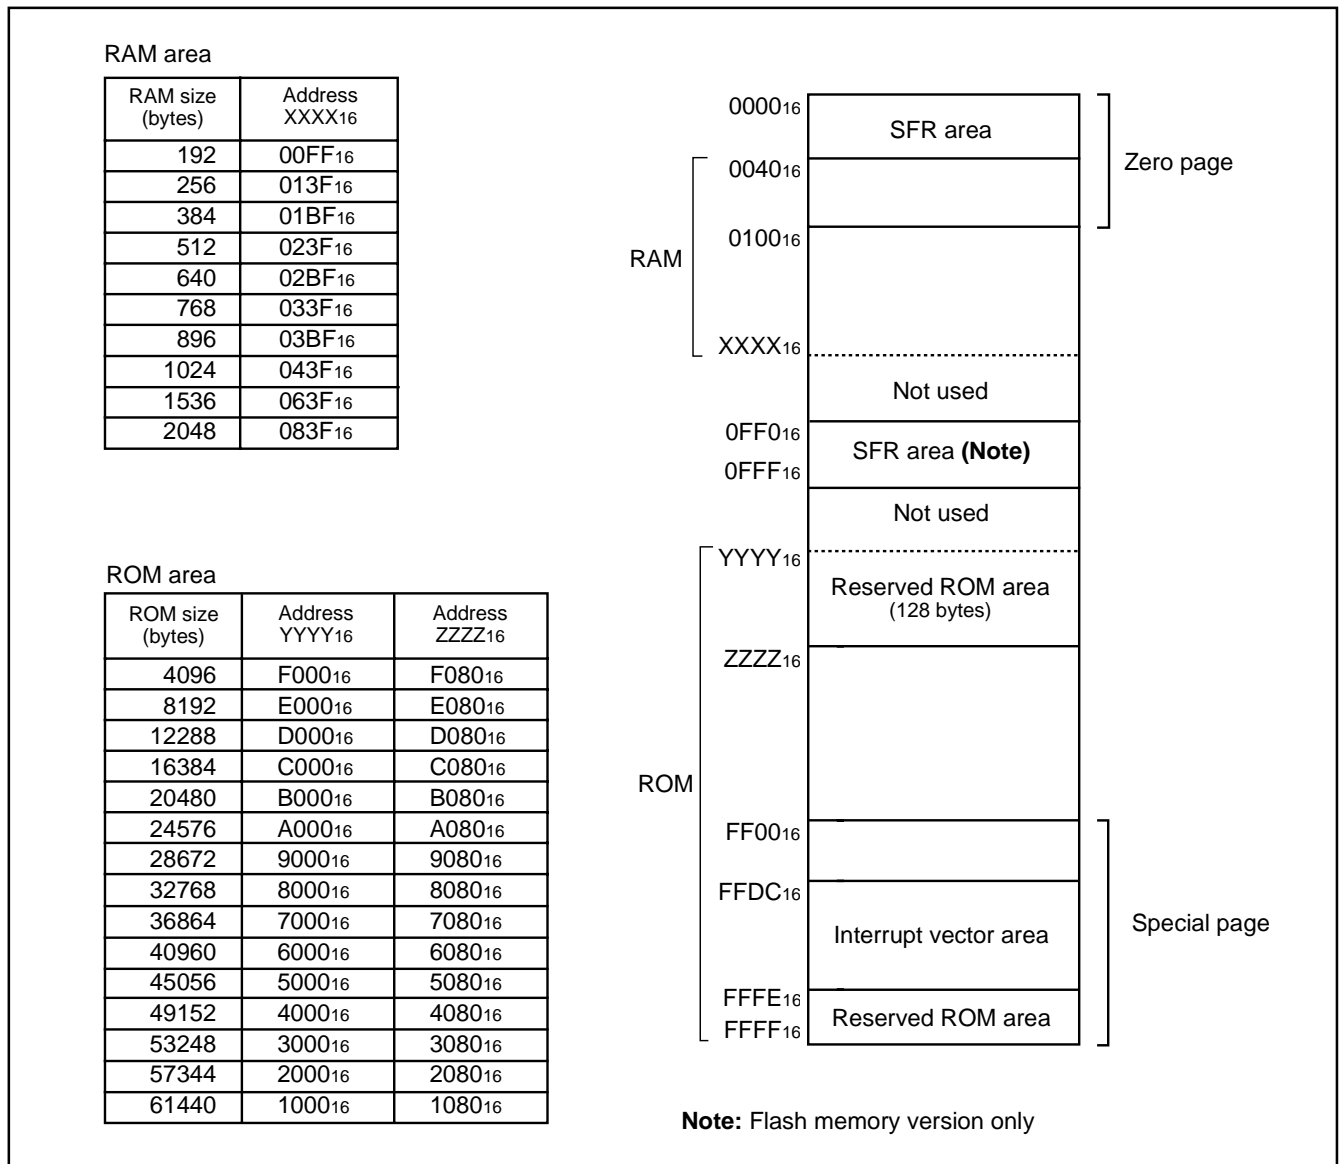 RAM area
RAM size (bytes) Address XXXX16
192 00FF16
256 013F16
384 01BF16
512 023F16
640 02BF16
768 033F16
896 03BF16
1024 043F16
1536 063F16
2048 083F16
ROM area
ROM size (bytes) Address YYYY16 Address ZZZZ16
4096 F00016 F08016
8192 E00016 E08016
12288 D00016 D08016
16384 C00016 C08016
20480 B00016 B08016
24576 A00016 A08016
28672 900016 908016
32768 800016 808016
36864 700016 708016
40960 600016 608016
45056 500016 508016
49152 400016 408016
53248 300016 308016
57344 200016 208016
61440 100016 108016
000016
SFR area
Zero page
004016
RAM
010016
XXXX16
Not used
0FF016
SFR area (Note)
0FFF16
Not used
YYYY16
Reserved ROM area
(128 bytes)
ZZZZ16
ROM
FF0016
FFDC16
Interrupt vector area
Special page
FFFE16
Reserved ROM area
FFFF16
Note: Flash memory version only